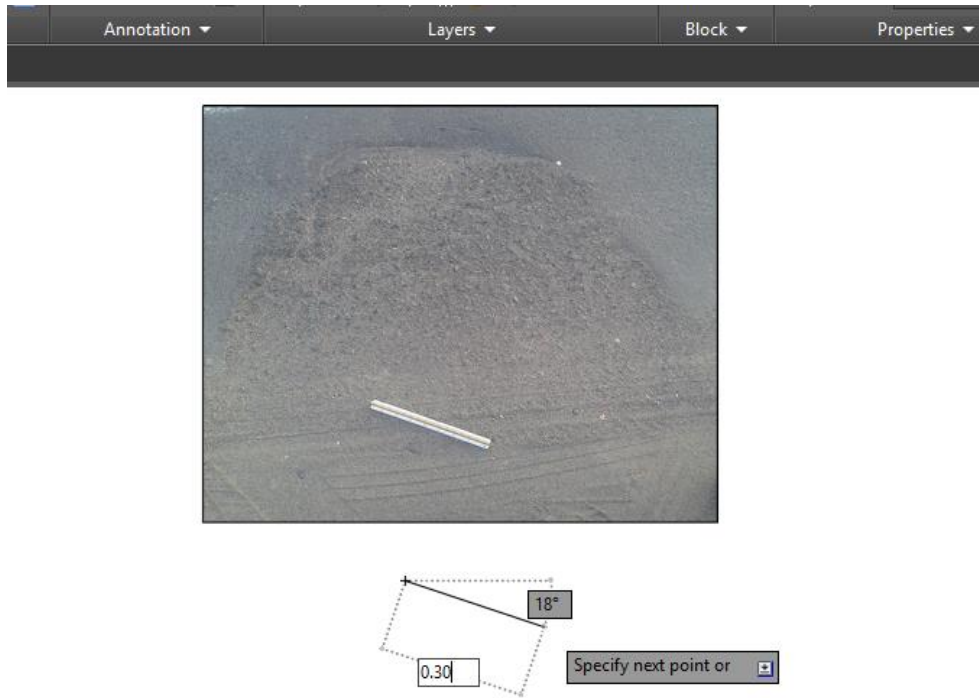 Annotation
Layers
Block
Properties
18°
0.30
Specify next point or